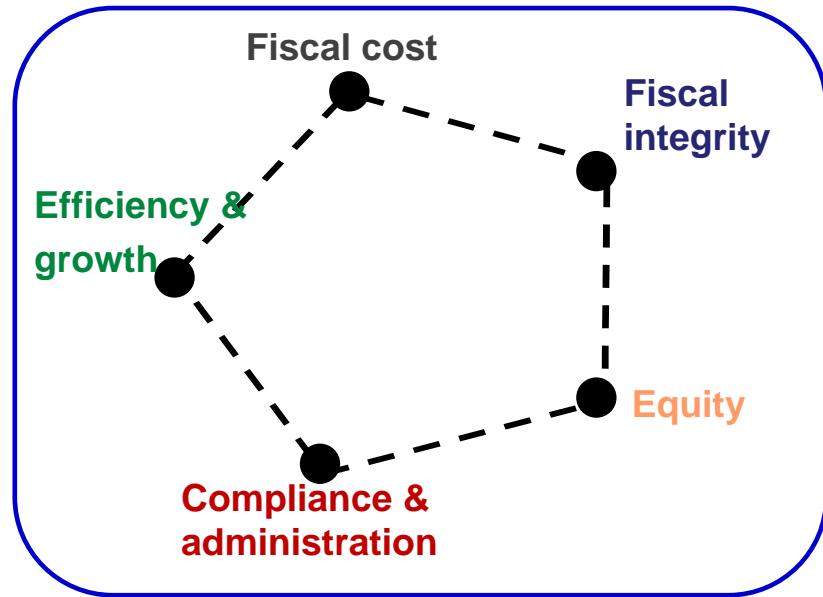 Fiscal cost
Fiscal
integrity
Efficiency &
growth
Equity
Compliance &
administration